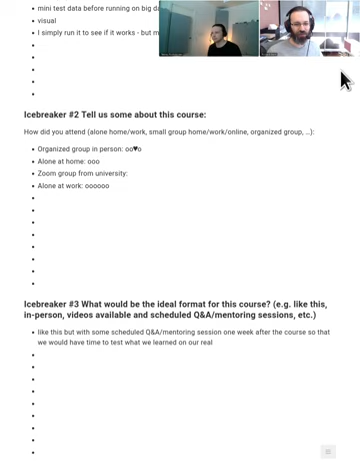 mini test data before running on big da
visual
I simply run it to see if it works - but m
Icebreaker #2 Tell us some about this course:
How did you attend (alone home/work, small group home/work/online, organized group, ..):
Organized group in person: oo♥o
Alone at home: ooo
Zoom group from university:
Alone at work: oooooo
Icebreaker #3 What would be the ideal format for this course? (e.g. like this,
in-person, videos available and scheduled Q&A/mentoring sessions, etc.)
like this but with some scheduled Q&A/mentoring session one week after the course so that
we would have time to test what we learned on our real